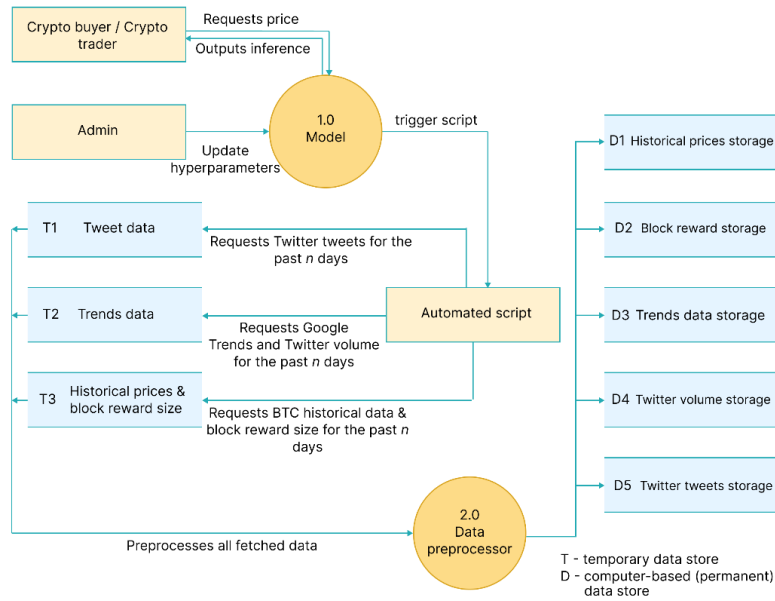 Crypto buyer / Crypto
trader
Requests price
Outputs inference
1.0
Model
Admin
Update
hyperparameters
trigger script
T1 Tweet data
Requests Twitter tweets for the
past n days
T2 Trends data
Requests Google
Trends and Twitter volume
for the past n days
Automated script
T3 Historical prices &
block reward size
Requests BTC historical data &
block reward size for the past n
days
D1 Historical prices storage
D2 Block reward storage
D3 Trends data storage
D4 Twitter volume storage
D5 Twitter tweets storage
2.0
Data
preprocessor
Preprocesses all fetched data
T - temporary data store
D - computer-based (permanent)
data store